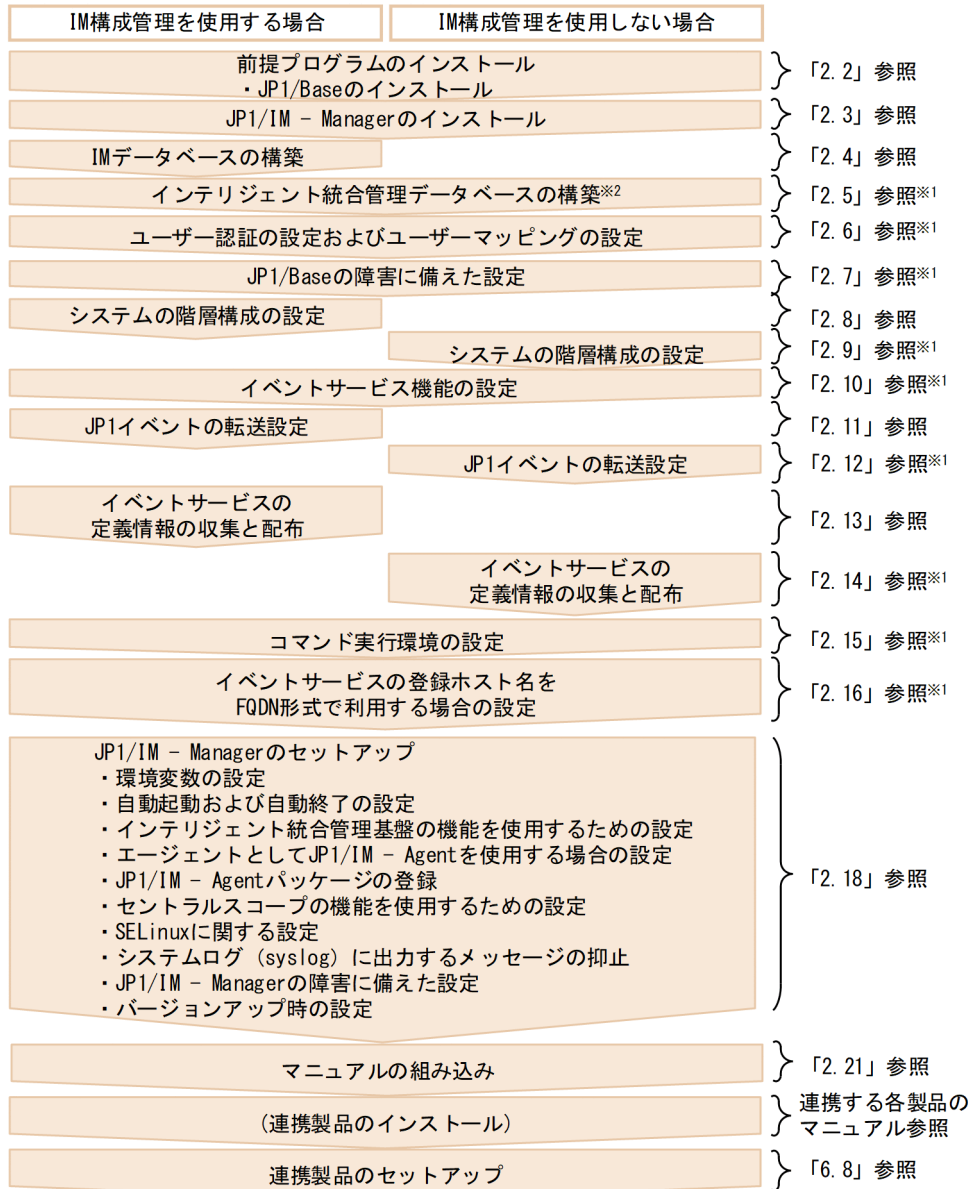 IM構成管理を使用する場合
IM構成管理を使用しない場合
前提プログラムのインストール
・JP1/Baseのインストール
「2.2」参照
JP1/IM − Managerのインストール
「2.3」参照
IMデータベースの構築
「2.4」参照
インテリジェント統合管理データベースの構築※2
「2.5」参照※1
ユーザー認証の設定およびユーザーマッピングの設定
「2.6」参照※1
JP1/Baseの障害に備えた設定
「2.7」参照※1
システムの階層構成の設定
「2.8」参照
システムの階層構成の設定
「2.9」参照※1
イベントサービス機能の設定
「2.10」参照※1
JP1イベントの転送設定
「2.11」参照
JP1イベントの転送設定
「2.12」参照※1
イベントサービスの
定義情報の収集と配布
「2.13」参照
イベントサービスの
定義情報の収集と配布
「2.14」参照※1
コマンド実行環境の設定
「2.15」参照※1
イベントサービスの登録ホスト名を
FQDN形式で利用する場合の設定
「2.16」参照※1
JP1/IM − Managerのセットアップ
・環境変数の設定
・自動起動および自動終了の設定
・インテリジェント統合管理基盤の機能を使用するための設定
・エージェントとしてJP1/IM − Agentを使用する場合の設定
・JP1/IM − Agentパッケージの登録
・セントラルスコープの機能を使用するための設定
・SELinuxに関する設定
・システムログ（syslog）に出力するメッセージの抑止
・JP1/IM − Managerの障害に備えた設定
・バージョンアップ時の設定
「2.18」参照
マニュアルの組み込み
「2.21」参照
(連携製品のインストール)
連携する各製品の
マニュアル参照
連携製品のセットアップ
「6.8」参照